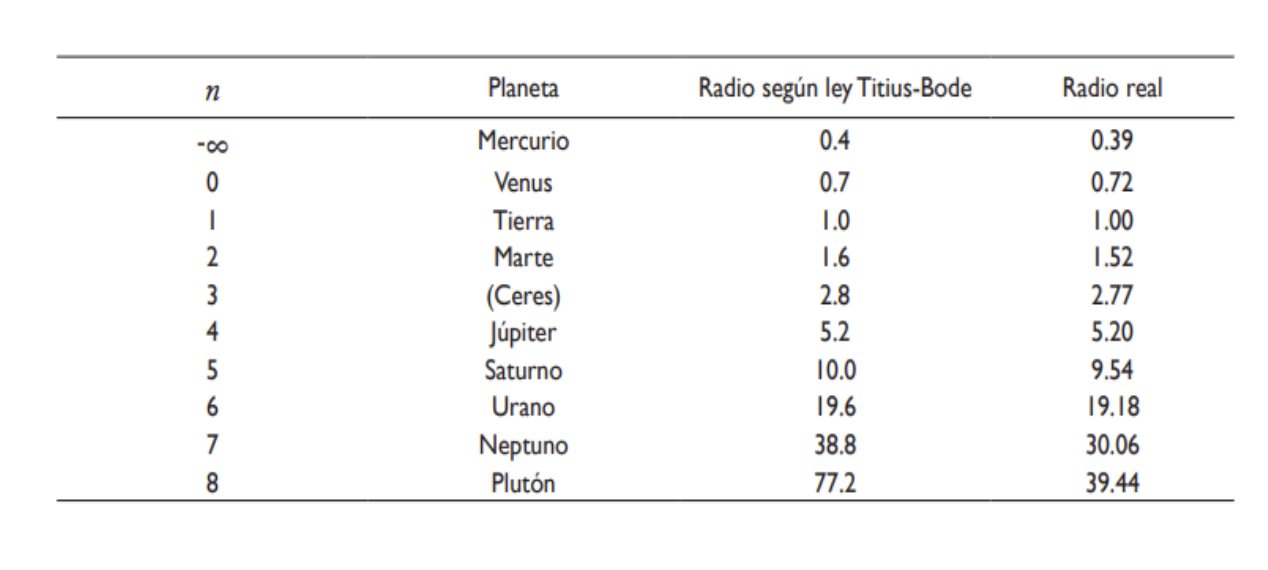 n Planeta Radio según ley Titius-Bode Radio real
-∞ Mercurio 0.4 0.39
0 Venus 0.7 0.72
1 Tierra 1.0 1.00
2 Marte 1.6 1.52
3 (Ceres) 2.8 2.77
4 Júpiter 5.2 5.20
5 Saturno 10.0 9.54
6 Urano 19.6 19.18
7 Neptuno 38.8 30.06
8 Plutón 77.2 39.44